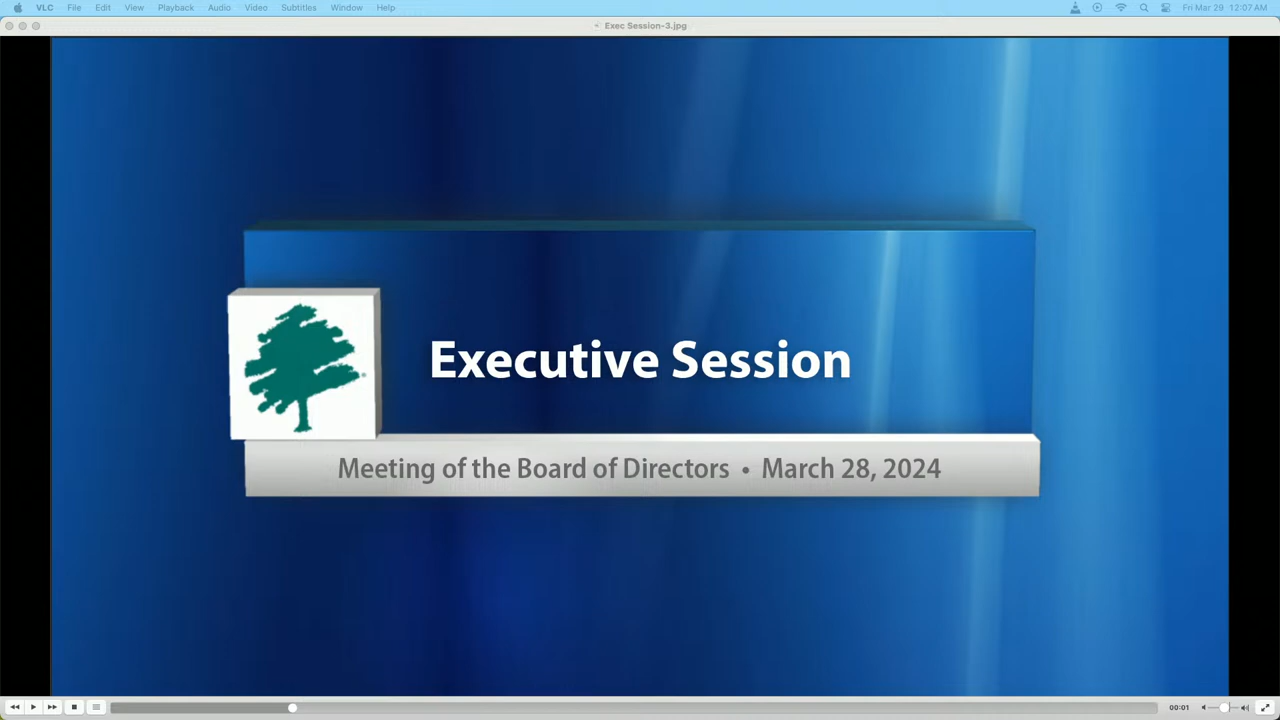 VLC File Edit View Playback Audio Video Subtitles Window Help Fri Mar 29 12:07 AM
Exec Session-3.jpg
Executive Session
Meeting of the Board of Directors • March 28, 2024
00:01